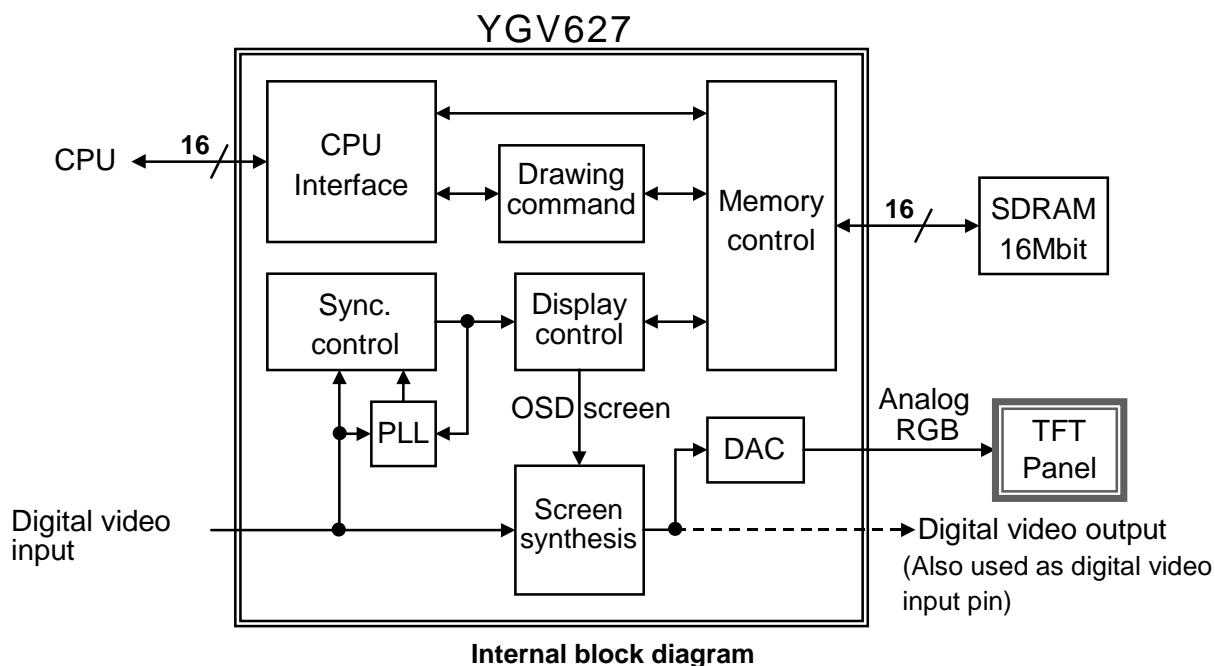 YGV627
CPU
16
CPU
Interface
Drawing
command
Memory
control
16
SDRAM
16Mbit
Sync.
control
Display
control
PLL
OSD screen
DAC
Analog
RGB
TFT
Panel
Digital video
input
Screen
synthesis
Digital video output
(Also used as digital video
input pin)
Internal block diagram